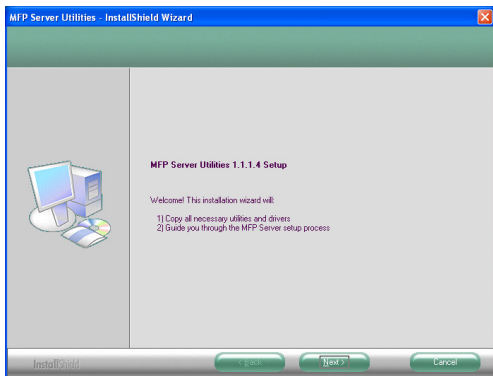 MFP Server Utilities - InstallShield Wizard
MFP Server Utilities 1.1.1.4 Setup
Welcome! This installation wizard will:
1) Copy all necessary utilities and drivers
2) Guide you through the MFP Server setup process
InstallShield
< Back
Next >
Cancel